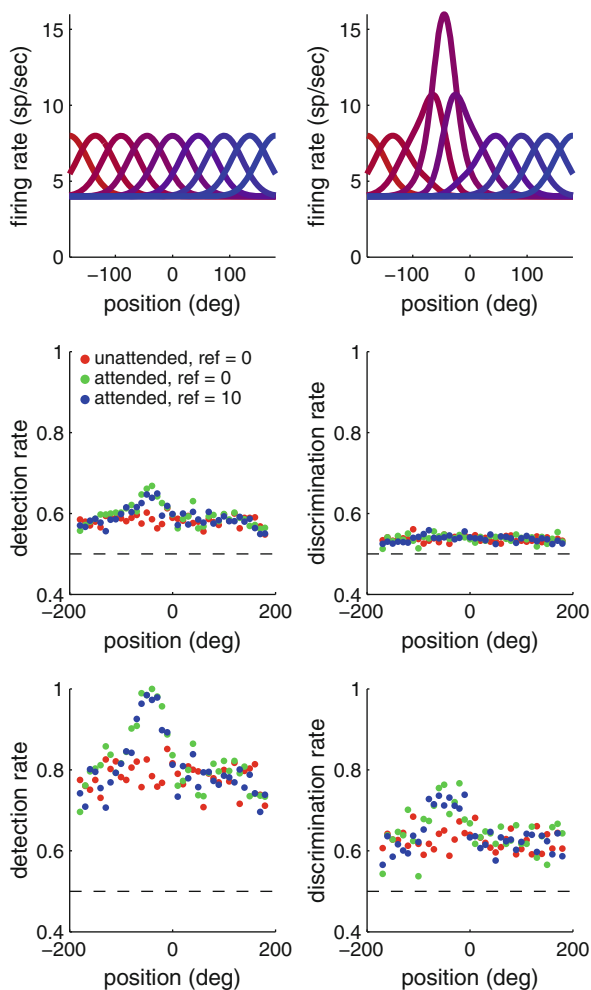 15
10
5
0
firing rate (sp/sec)
−100 0 100
position (deg)
15
10
5
0
firing rate (sp/sec)
−100 0 100
position (deg)
1
0.8
0.6
0.4
detection rate
unattended, ref = 0
attended, ref = 0
attended, ref = 10
−200 0 200
position (deg)
1
0.8
0.6
0.4
discrimination rate
−200 0 200
position (deg)
1
0.8
0.6
0.4
detection rate
−200 0 200
position (deg)
1
0.8
0.6
0.4
discrimination rate
−200 0 200
position (deg)